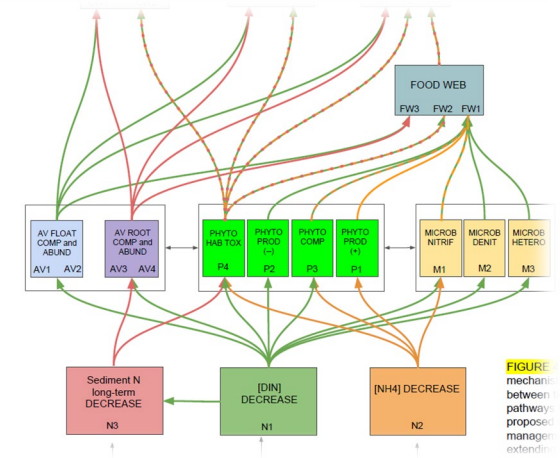 FOOD WEB
FW3 FW2 FW1
AV FLOAT
COMP and
ABUND
AV1 AV2
AV ROOT
COMP and
ABUND
AV3 AV4
PHYTO
HAB TOX
P4
PHYTO
PROD
(--)
P2
PHYTO
COMP
P3
PHYTO
PROD
(+)
P1
MICROB
NITRIF
M1
MICROB
DENIT
M2
MICROB
HETERO
M3
Sediment N
long-term
DECREASE
N3
[DIN]
DECREASE
N1
[NH4] DECREASE
N2
FIGURE
mechanis
between
pathways
proposed
managem
extendin